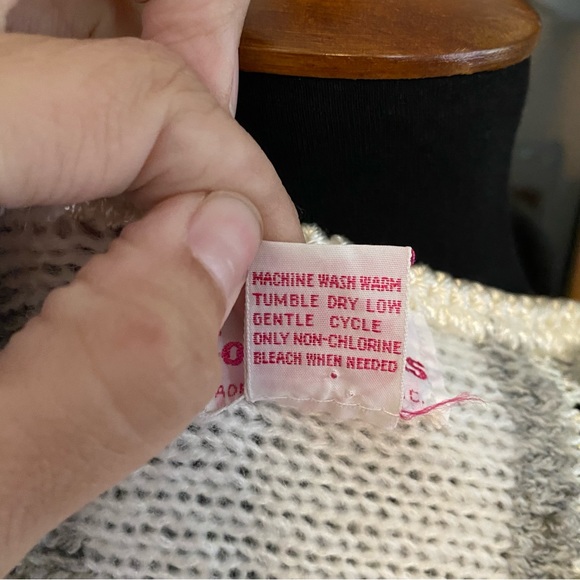 MACHINE WASH WARM
TUMBLE DRY LOW
GENTLE CYCLE
ONLY NON-CHLORINE
BLEACH WHEN NEEDED